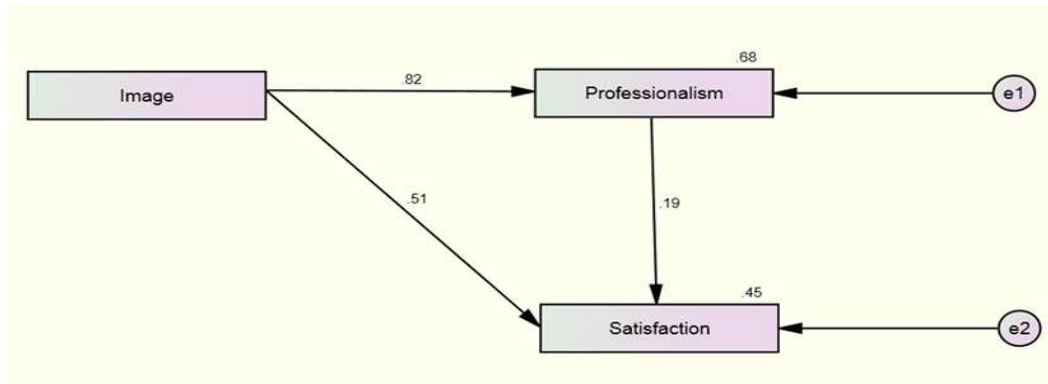 .68
.82
Image
Professionalism
e1
.51
.19
.45
Satisfaction
e2